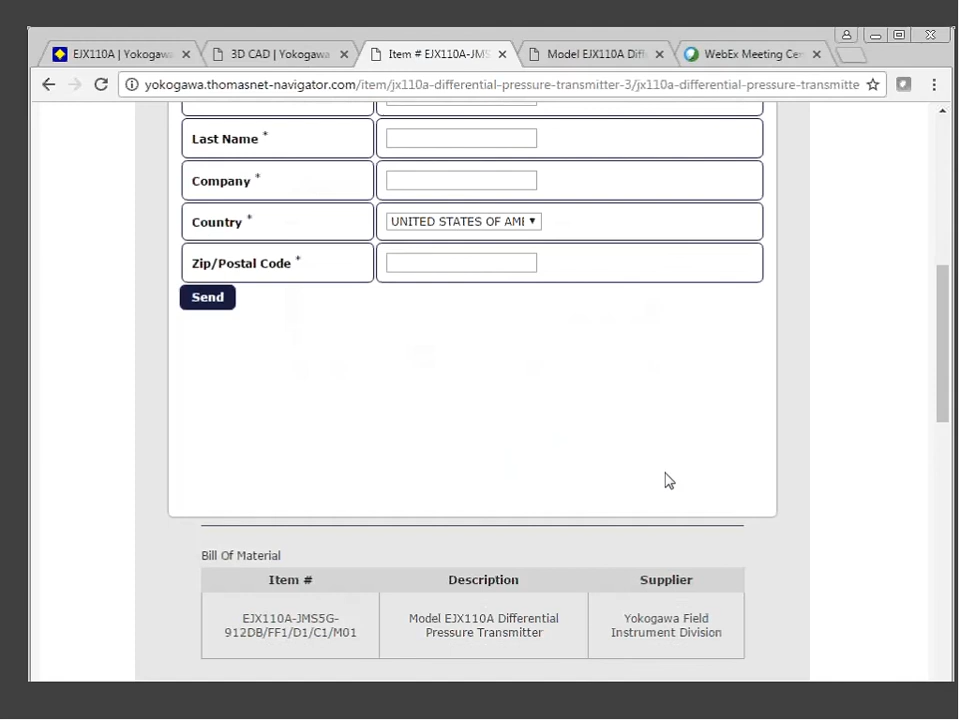 EJX110A | Yokogaw
3D CAD | Yokogawa
Item # EJX110A-JMS
Model EJX110A Diff
WebEx Meeting Cen
yokogawa.thomasnet-navigator.com/item/jx110a-differential-pressure-transmitter-3/jx110a-differential-pressure-transmitte
Last Name *
Company *
Country *
UNITED STATES OF AME
Zip/Postal Code *
Send
Bill Of Material
Item #
Description
Supplier
EJX110A-JMS5G-
912DB/FF1/D1/C1/M01
Model EJX110A Differential
Pressure Transmitter
Yokogawa Field
Instrument Division